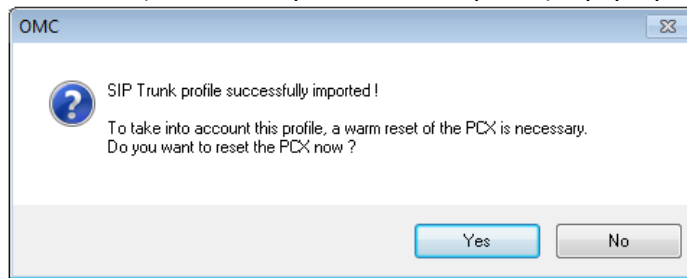 OMC
SIP Trunk profile successfully imported !
To take into account this profile, a warm reset of the PCX is necessary.
Do you want to reset the PCX now ?
Yes
No